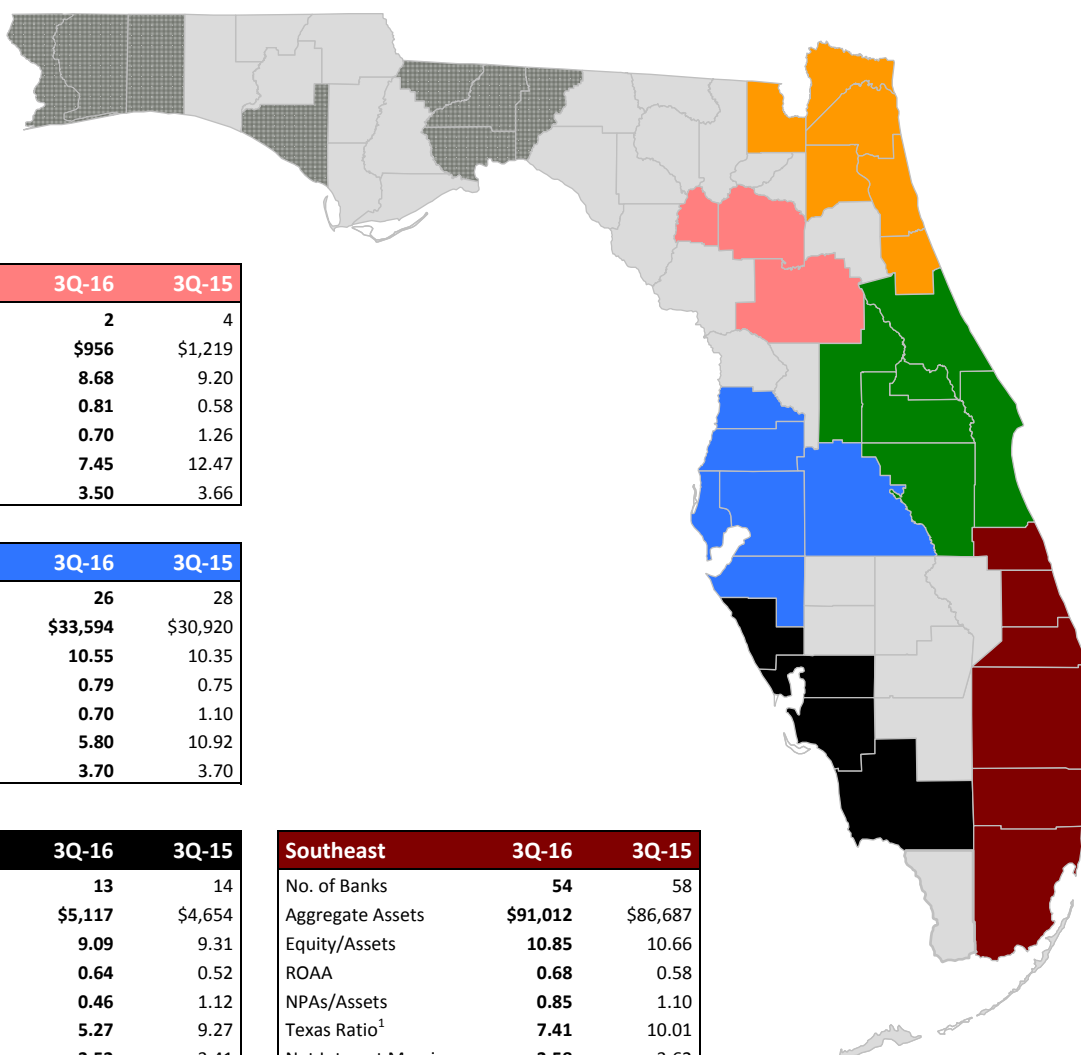 3Q-16 3Q-15
2 4
$956 $1,219
8.68 9.20
0.81 0.58
0.70 1.26
7.45 12.47
3.50 3.66
3Q-16 3Q-15
26 28
$33,594 $30,920
10.55 10.35
0.79 0.75
0.70 1.10
5.80 10.92
3.70 3.70
3Q-16 3Q-15
13 14
$5,117 $4,654
9.09 9.31
0.64 0.52
0.46 1.12
5.27 9.27
Southeast 3Q-16 3Q-15
No. of Banks 54 58
Aggregate Assets $91,012 $86,687
Equity/Assets 10.85 10.66
ROAA 0.68 0.58
NPAs/Assets 0.85 1.10
Texas Ratio¹ 7.41 10.01